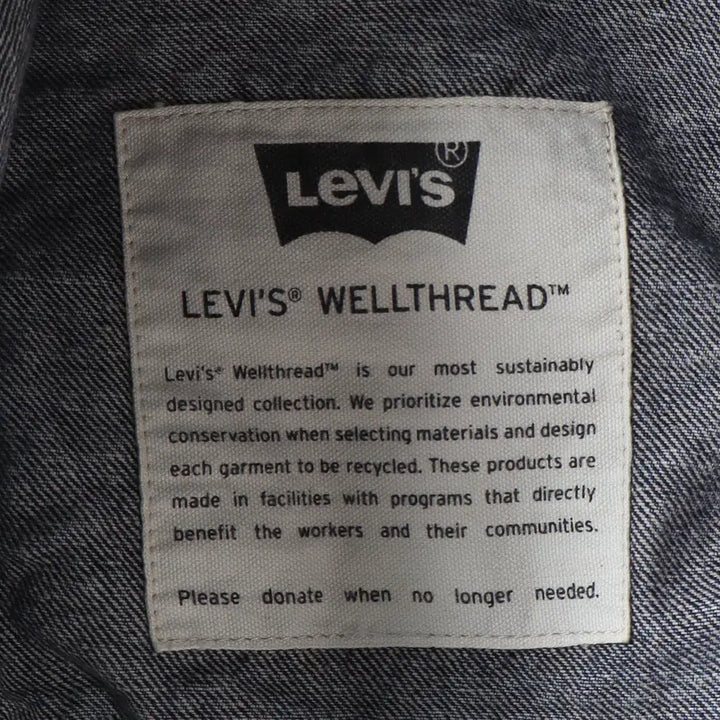 LEVI'S®
LEVI'S® WELLTHREAD™
Levi's® Wellthread™ is our most sustainably
designed collection. We prioritize environmental
conservation when selecting materials and design
each garment to be recycled. These products are
made in facilities with programs that directly
benefit the workers and their communities.
Please donate when no longer needed.